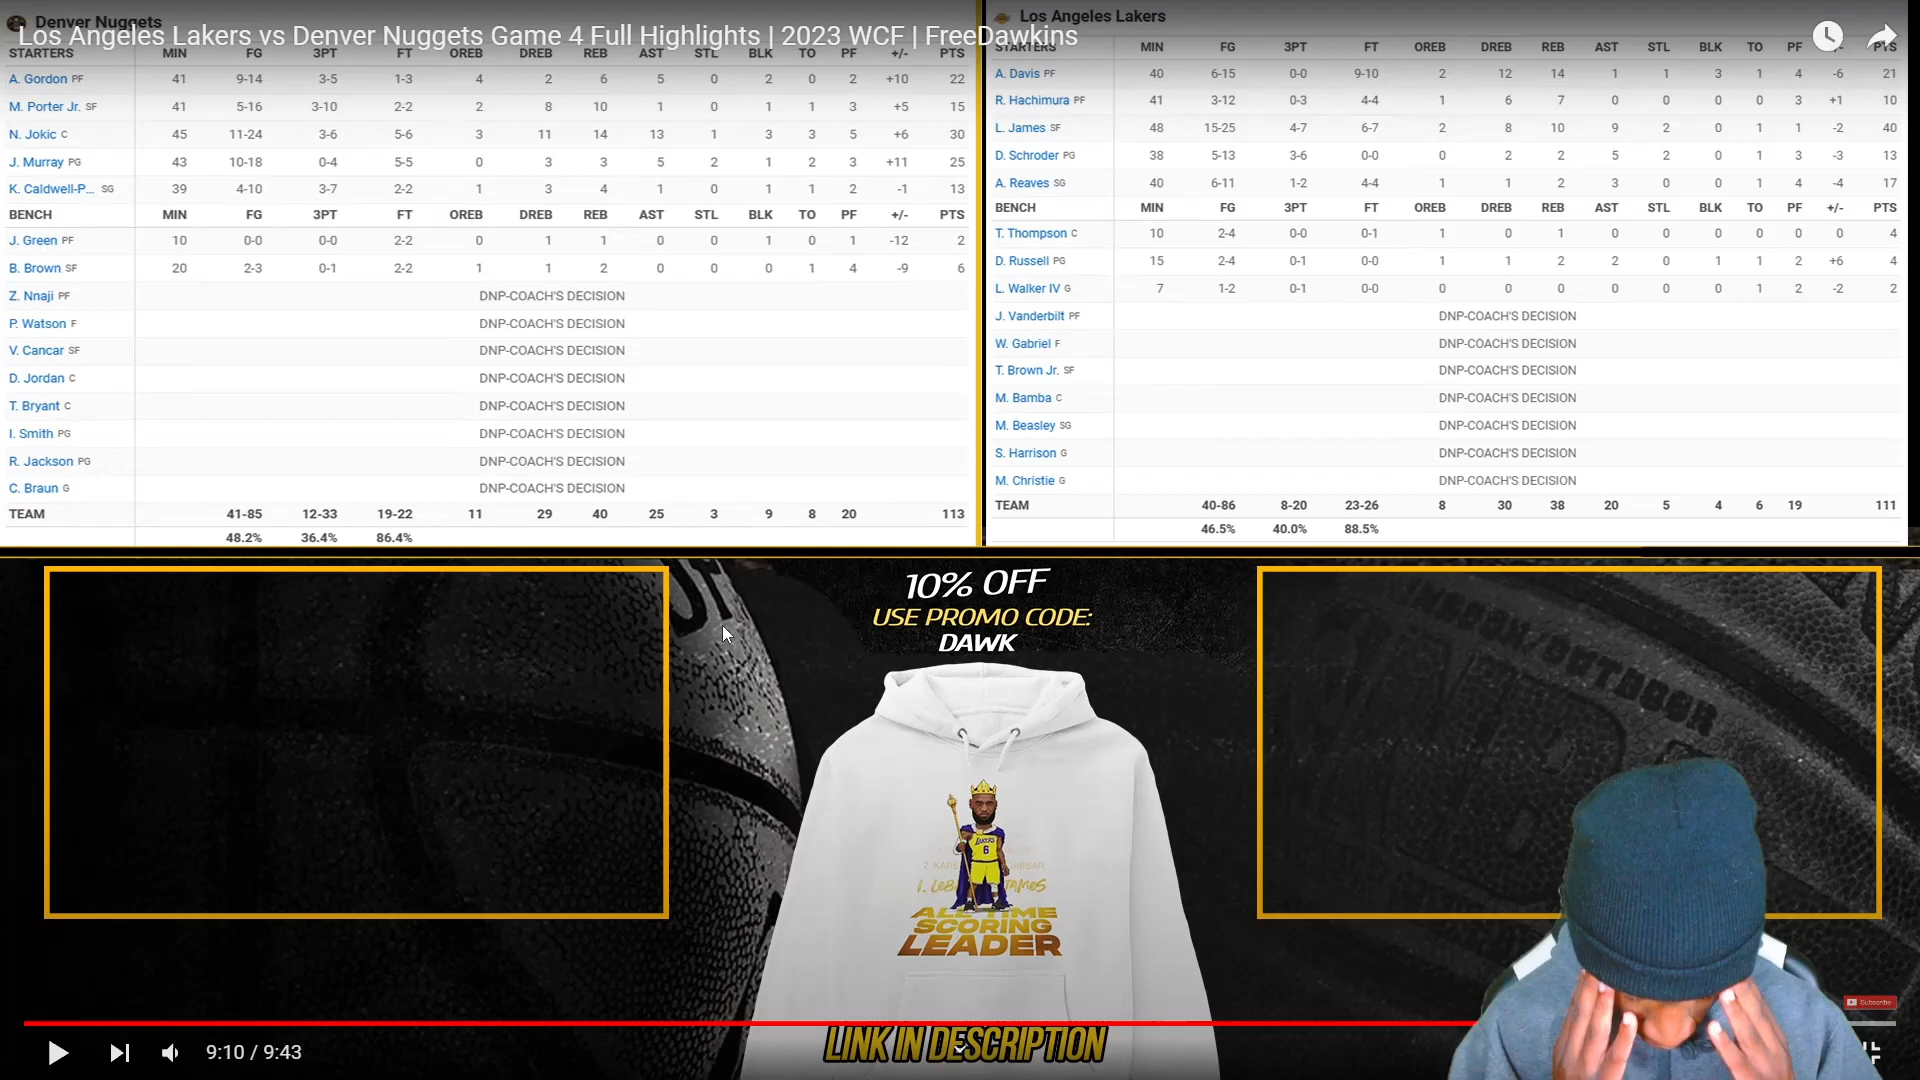 Denver Nuggets
Los Angeles Lakers
Los Angeles Lakers vs Denver Nuggets Game 4 Full Highlights | 2023 WCF | FreeDawkins
STARTERS MIN FG 3PT FT OREB DREB REB AST STL BLK TO PF +/- PTS
A. Gordon PF 41 9-14 3-5 1-3 4 2 6 5 0 2 0 2 +10 22
M. Porter Jr. SF 41 5-16 3-10 2-2 2 8 10 1 0 1 1 3 +5 15
N. Jokic C 45 11-24 3-6 5-6 3 11 14 13 1 3 3 5 +6 30
J. Murray PG 43 10-18 0-4 5-5 0 3 3 5 2 1 2 3 +11 25
K. Caldwell-P... SG 39 4-10 3-7 2-2 1 3 4 1 0 1 1 2 -1 13
BENCH MIN FG 3PT FT OREB DREB REB AST STL BLK TO PF +/- PTS
J. Green PF 10 0-0 0-0 2-2 0 1 1 0 0 1 0 1 -12 2
B. Brown SF 20 2-3 0-1 2-2 1 1 2 0 0 0 1 4 -9 6
Z. Nnaji PF DNP-COACH'S DECISION
P. Watson F DNP-COACH'S DECISION
V. Cancar SF DNP-COACH'S DECISION
D. Jordan C DNP-COACH'S DECISION
T. Bryant C DNP-COACH'S DECISION
I. Smith PG DNP-COACH'S DECISION
R. Jackson PG DNP-COACH'S DECISION
C. Braun G DNP-COACH'S DECISION
TEAM 41-85 12-33 19-22 11 29 40 25 3 9 8 20 113
48.2% 36.4% 86.4%
STARTERS MIN FG 3PT FT OREB DREB REB AST STL BLK TO PF +/- PTS
A. Davis PF 40 6-15 0-0 9-10 2 12 14 1 1 3 1 4 -6 21
R. Hachimura PF 41 3-12 0-3 4-4 1 6 7 0 0 0 0 3 +1 10
L. James SF 48 15-25 4-7 6-7 2 8 10 9 2 0 1 1 -2 40
D. Schroder PG 38 5-13 3-6 0-0 0 2 2 5 2 0 1 3 -3 13
A. Reaves SG 40 6-11 1-2 4-4 1 1 2 3 0 0 1 4 -4 17
BENCH MIN FG 3PT FT OREB DREB REB AST STL BLK TO PF +/- PTS
T. Thompson C 10 2-4 0-0 0-1 1 0 1 0 0 0 0 0 0 4
D. Russell PG 15 2-4 0-1 0-0 1 1 2 2 0 1 1 2 +6 4
L. Walker IV G 7 1-2 0-1 0-0 0 0 0 0 0 0 1 2 -2 2
J. Vanderbilt PF DNP-COACH'S DECISION
W. Gabriel F DNP-COACH'S DECISION
T. Brown Jr. SF DNP-COACH'S DECISION
M. Bamba C DNP-COACH'S DECISION
M. Beasley SG DNP-COACH'S DECISION
S. Harrison G DNP-COACH'S DECISION
M. Christie G DNP-COACH'S DECISION
TEAM 40-86 8-20 23-26 8 30 38 20 5 4 6 19 111
46.5% 40.0% 88.5%
10% OFF
USE PROMO CODE:
DAWK
LAKERS
6
ALL TIME
SCORING
LEADER
Subscribe
LINK IN DESCRIPTION
9:10 / 9:43